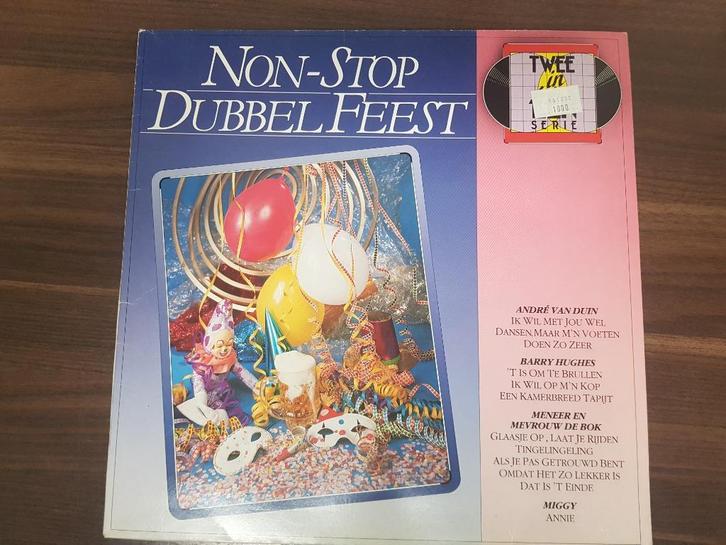 NON-STOP
DUBBEL FEEST
TWEE
in
SERIE
1000
ANDRÉ VAN DUIN
IK WIL MET JOU WEL
DANSEN, MAAR M'N VOETEN
DOEN ZO ZEER
BARRY HUGHES
'T IS OM TE BRULLEN
IK WIL OP M'N KOP
EEN KAMERBREED TAPIJT
MENEER EN
MEVROUW DE BOK
GLAASJE OP, LAAT JE RIJDEN
TINGELINGELING
ALS JE PAS GETROUWD BENT
OMDAT HET ZO LEKKER IS
DAT IS 'T EINDE
MIGGY
ANNIE